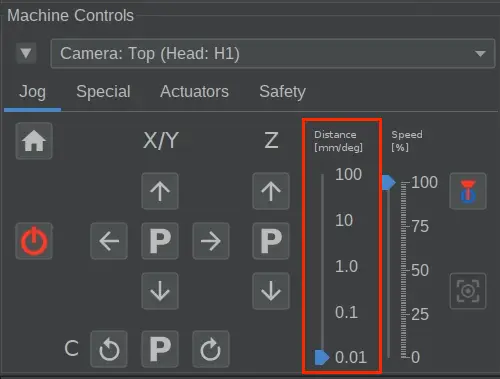 Machine Controls
Camera: Top (Head: H1)
Jog Special Actuators Safety
X/Y Z
Distance [mm/deg]
Speed [%]
100
10
1.0
0.1
0.01
100
75
50
25
0
P P
C P